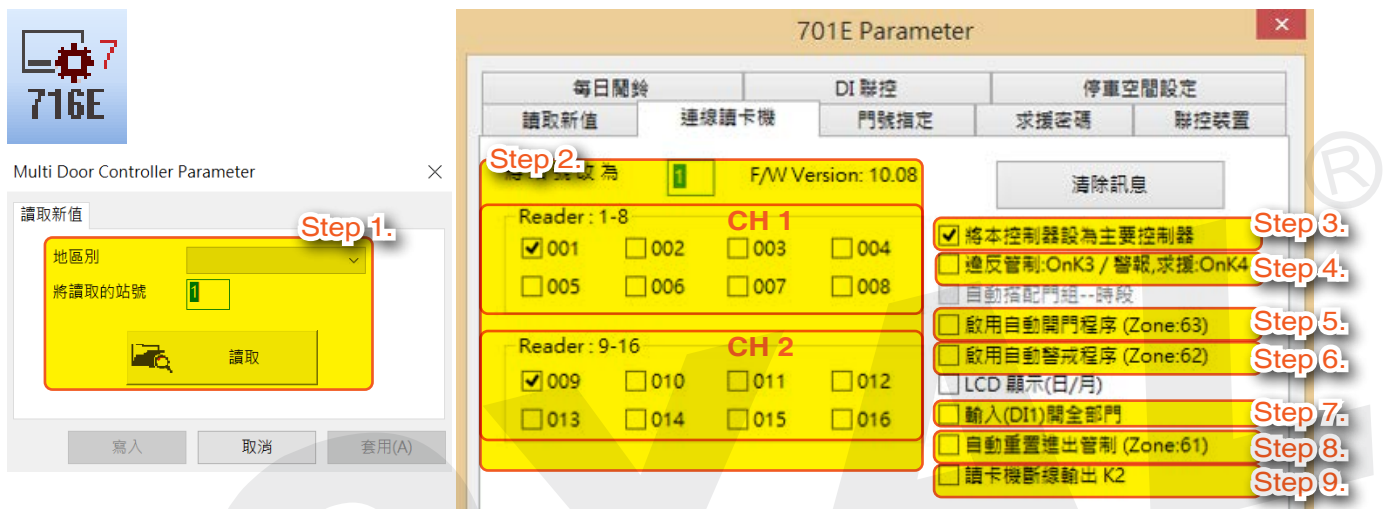 7
716E
Multi Door Controller Parameter
讀取新值
Step 1.
地區別
將讀取的站號
1
讀取
寫入
取消
套用(A)
701E Parameter
每日鬧鈴
DI 聯控
停車空間設定
讀取新值
連線讀卡機
門號指定
求援密碼
聯控裝置
Step 2.
改為
1
F/W Version: 10.08
清除訊息
Reader : 1-8
CH 1
001
002
003
004
005
006
007
008
Reader : 9-16
CH 2
009
010
011
012
013
014
015
016
將本控制器設為主要控制器
Step 3.
違反管制:OnK3 / 警報,求援:OnK4
Step 4.
自動搭配門組--時段
啟用自動開門程序 (Zone:63)
Step 5.
啟用自動警戒程序 (Zone:62)
Step 6.
LCD 顯示(日/月)
輸入(DI1)開全部門
Step 7.
自動重置進出管制 (Zone:61)
Step 8.
讀卡機斷線輸出 K2
Step 9.
®